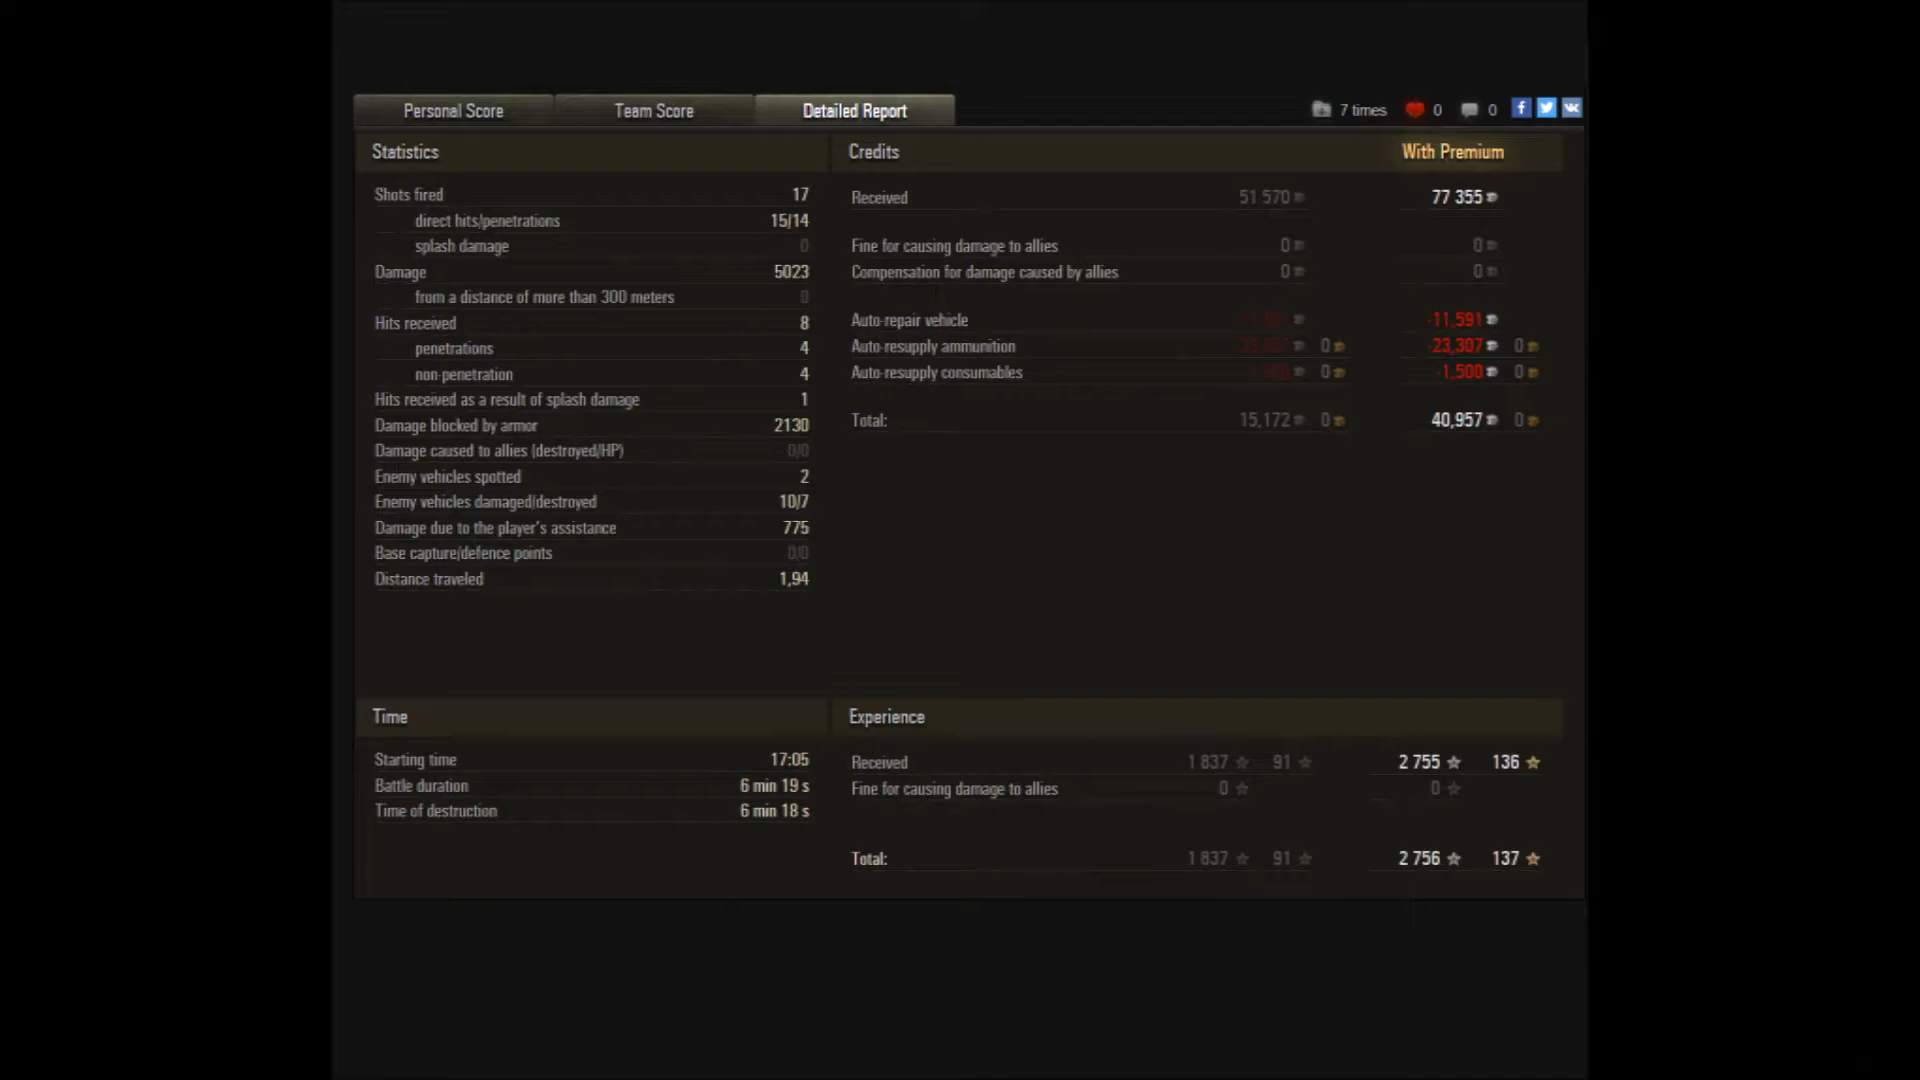 Personal Score Team Score Detailed Report 7 times 0 0
Statistics
Shots fired 17
direct hits/penetrations 15/14
splash damage 0
Damage 5023
from a distance of more than 300 meters 0
Hits received 8
penetrations 4
non-penetration 4
Hits received as a result of splash damage 1
Damage blocked by armor 2130
Damage caused to allies (destroyed/HP) 0/0
Enemy vehicles spotted 2
Enemy vehicles damaged/destroyed 10/7
Damage due to the player's assistance 775
Base capture/defence points 0/0
Distance traveled 1,94
Credits With Premium
Received 51 570 77 355
Fine for causing damage to allies 0 0
Compensation for damage caused by allies 0 0
Auto-repair vehicle -11,591
Auto-resupply ammunition 0 -23,307 0
Auto-resupply consumables 0 -1,500 0
Total: 15,172 0 40,957 0
Time
Starting time 17:05
Battle duration 6 min 19 s
Time of destruction 6 min 18 s
Experience
Received 1 837 91 2 755 136
Fine for causing damage to allies 0 0
Total: 1 837 91 2 756 137